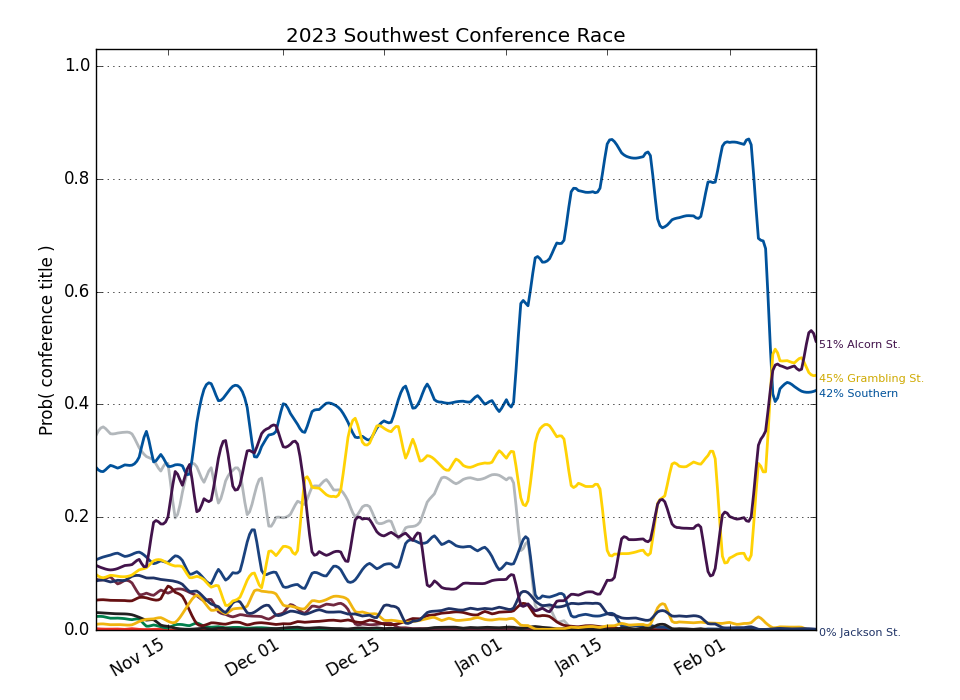 2023 Southwest Conference Race
Prob( conference title )
1.0
0.8
0.6
0.4
0.2
0.0
51% Alcorn St.
45% Grambling St.
42% Southern
0% Jackson St.
Nov 15
Dec 01
Dec 15
Jan 01
Jan 15
Feb 01